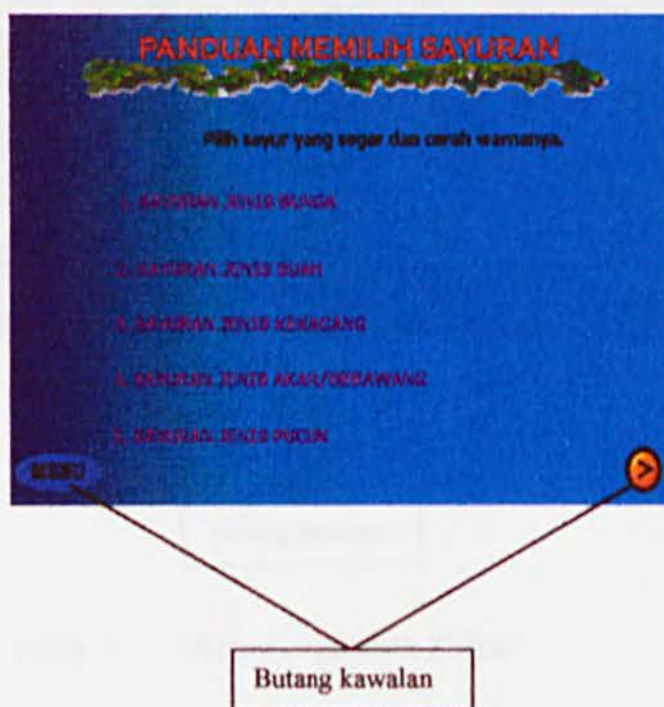 PANDUAN MEMILIH SAYURAN
Pilih sayur yang segar dan cerah warnanya.
1. SAYURAN JENIS BUNGA
2. SAYURAN JENIS BUAH
3. SAYURAN JENIS KEKACANG
4. SAYURAN JENIS AKAR/BEBAWANG
5. SAYURAN JENIS PUCUK
MENU
>
Butang kawalan